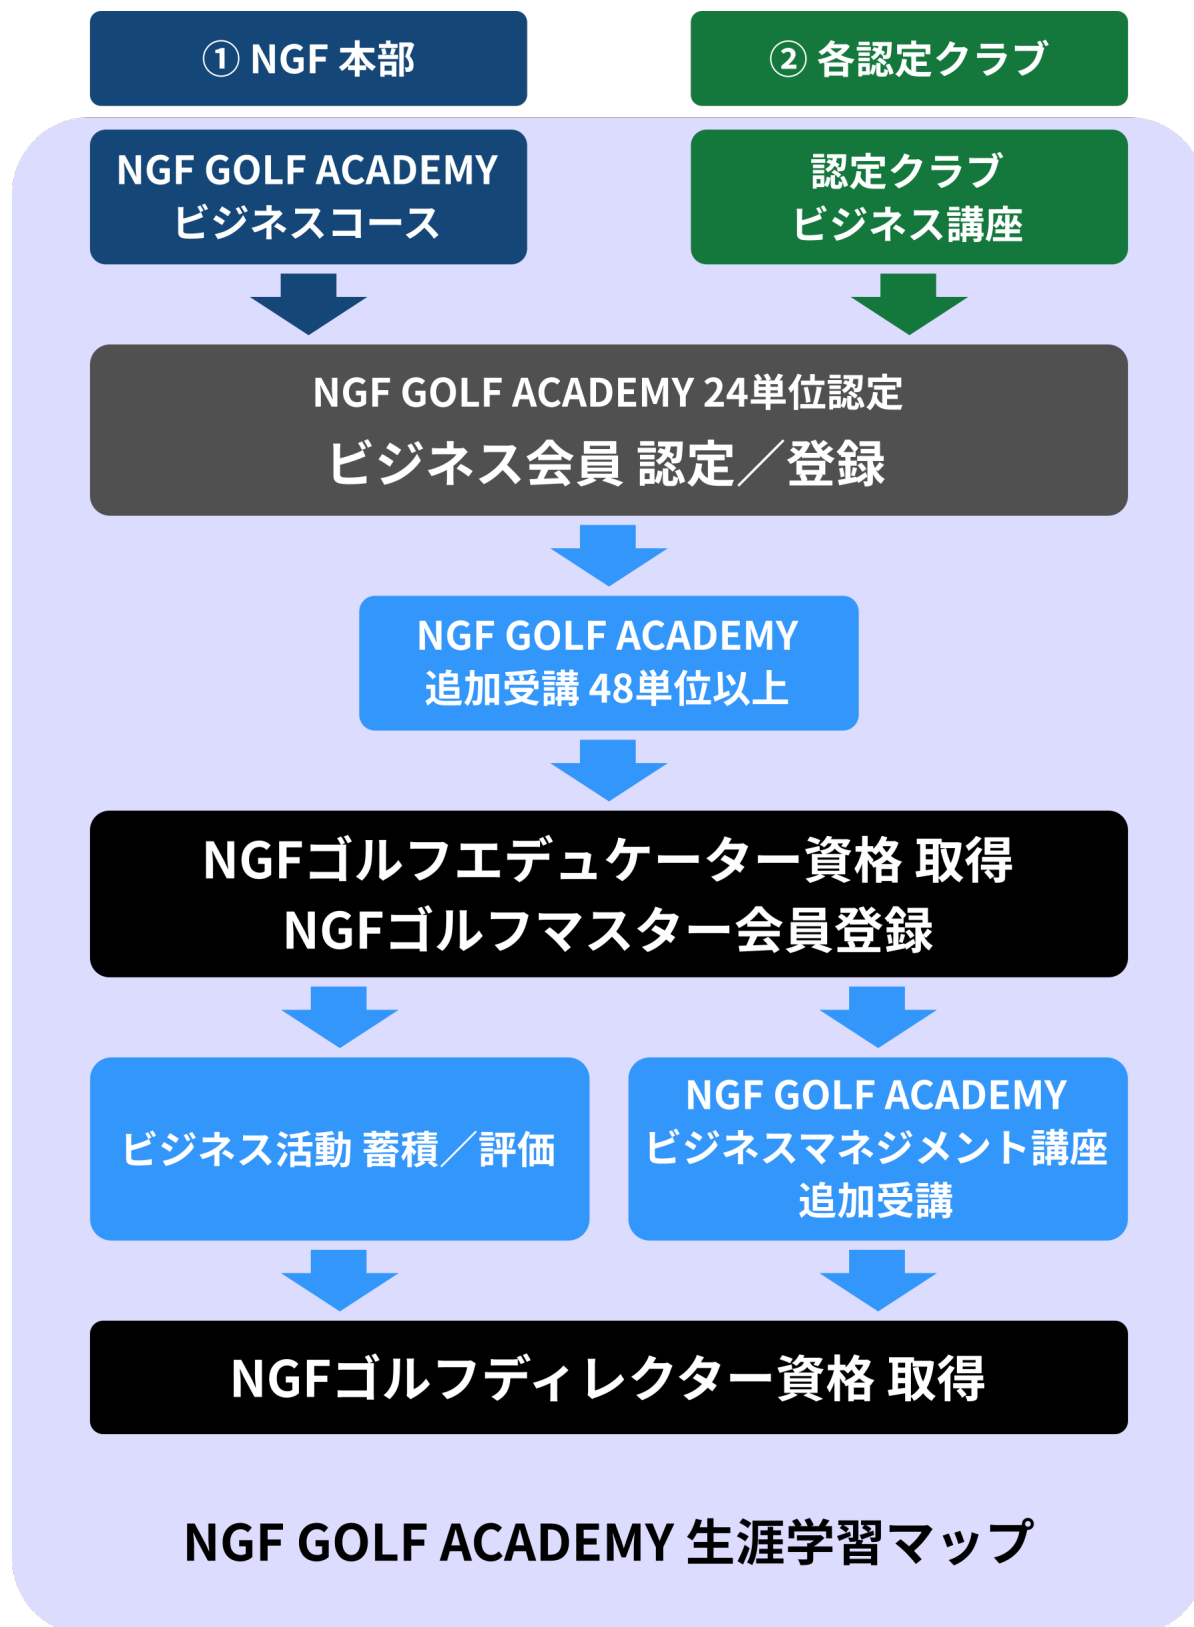 ① NGF 本部
② 各認定クラブ
NGF GOLF ACADEMY
ビジネスコース
認定クラブ
ビジネス講座
NGF GOLF ACADEMY 24単位認定
ビジネス会員 認定／登録
NGF GOLF ACADEMY
追加受講 48単位以上
NGFゴルフエデュケーター資格 取得
NGFゴルフマスター会員登録
ビジネス活動 蓄積／評価
NGF GOLF ACADEMY
ビジネスマネジメント講座
追加受講
NGFゴルフディレクター資格 取得
NGF GOLF ACADEMY 生涯学習マップ